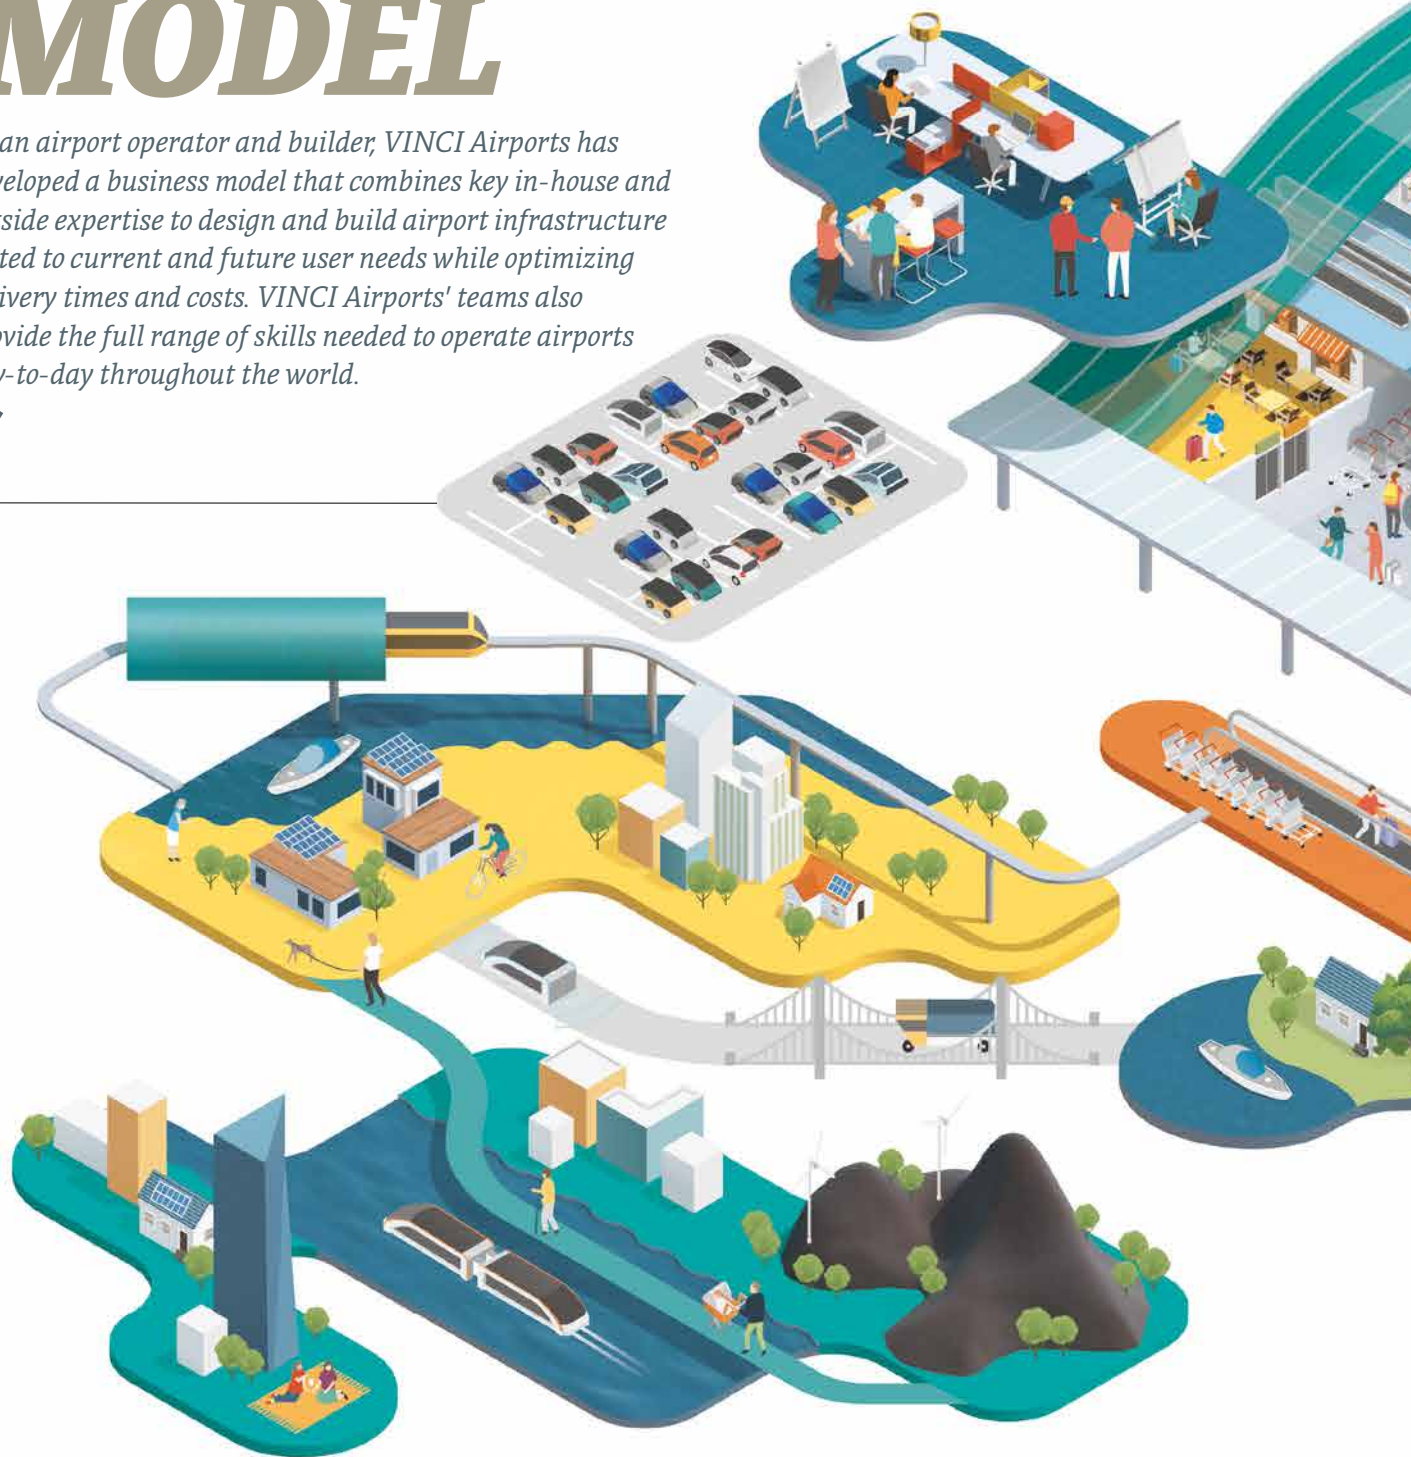 MODEL
an airport operator and builder, VINCI Airports has
veloped a business model that combines key in-house and
tside expertise to design and build airport infrastructure
ted to current and future user needs while optimizing
ivery times and costs. VINCI Airports' teams also
ovide the full range of skills needed to operate airports
y-to-day throughout the world.